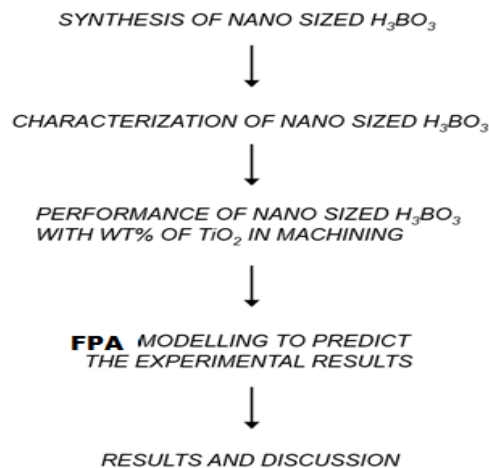 SYNTHESIS OF NANO SIZED H₃BO₃
CHARACTERIZATION OF NANO SIZED H₃BO₃
PERFORMANCE OF NANO SIZED H₃BO₃
WITH WT% OF TiO₂ IN MACHINING
FPA MODELLING TO PREDICT
THE EXPERIMENTAL RESULTS
RESULTS AND DISCUSSION